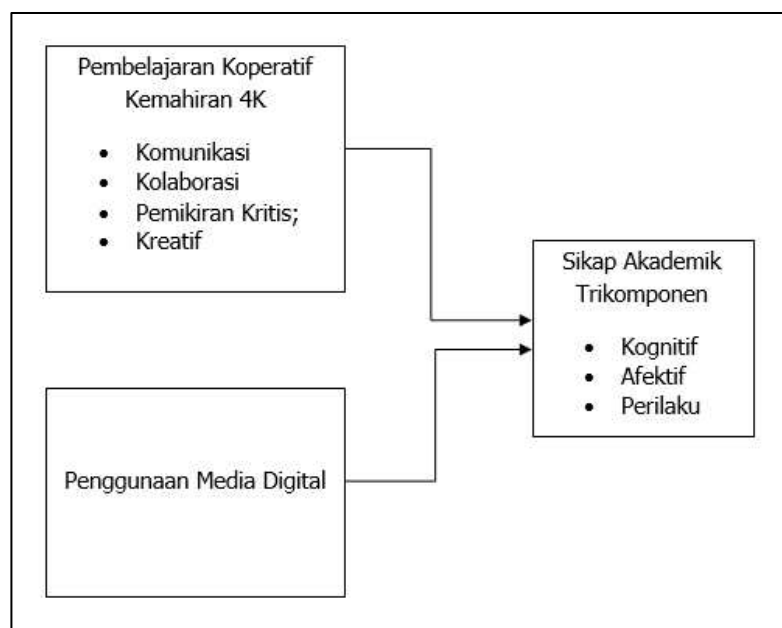 Pembelajaran Koperatif
Kemahiran 4K
• Komunikasi
• Kolaborasi
• Pemikiran Kritis;
• Kreatif
Sikap Akademik
Trikomponen
• Kognitif
• Afektif
• Perilaku
Penggunaan Media Digital